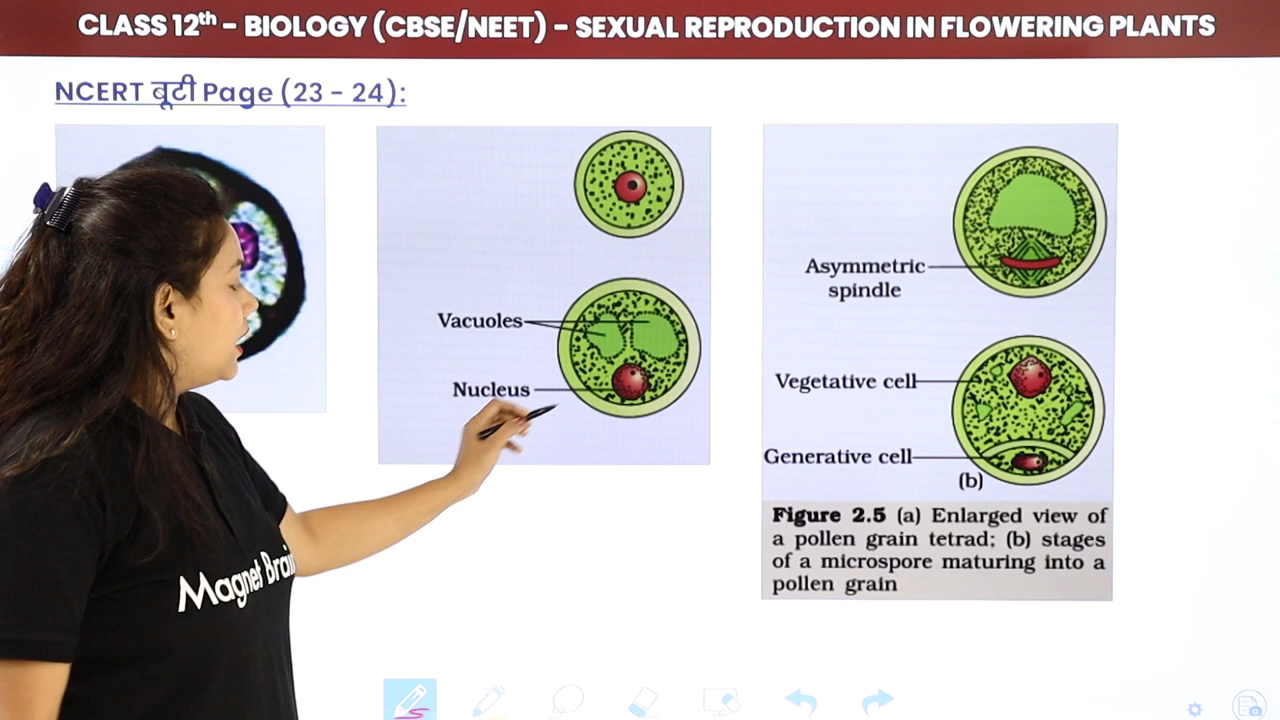 CLASS 12th – BIOLOGY (CBSE/NEET) – SEXUAL REPRODUCTION IN FLOWERING PLANTS
NCERT बूटी Page (23 - 24):
Vacuoles
Nucleus
Asymmetric
spindle
Vegetative cell
Generative cell
(b)
Figure 2.5 (a) Enlarged view of
a pollen grain tetrad; (b) stages
of a microspore maturing into a
pollen grain
Magnet